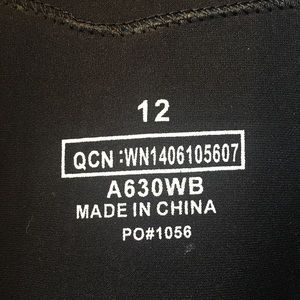 12
QCN :WN1406105607
A630WB
MADE IN CHINA
PO#1056